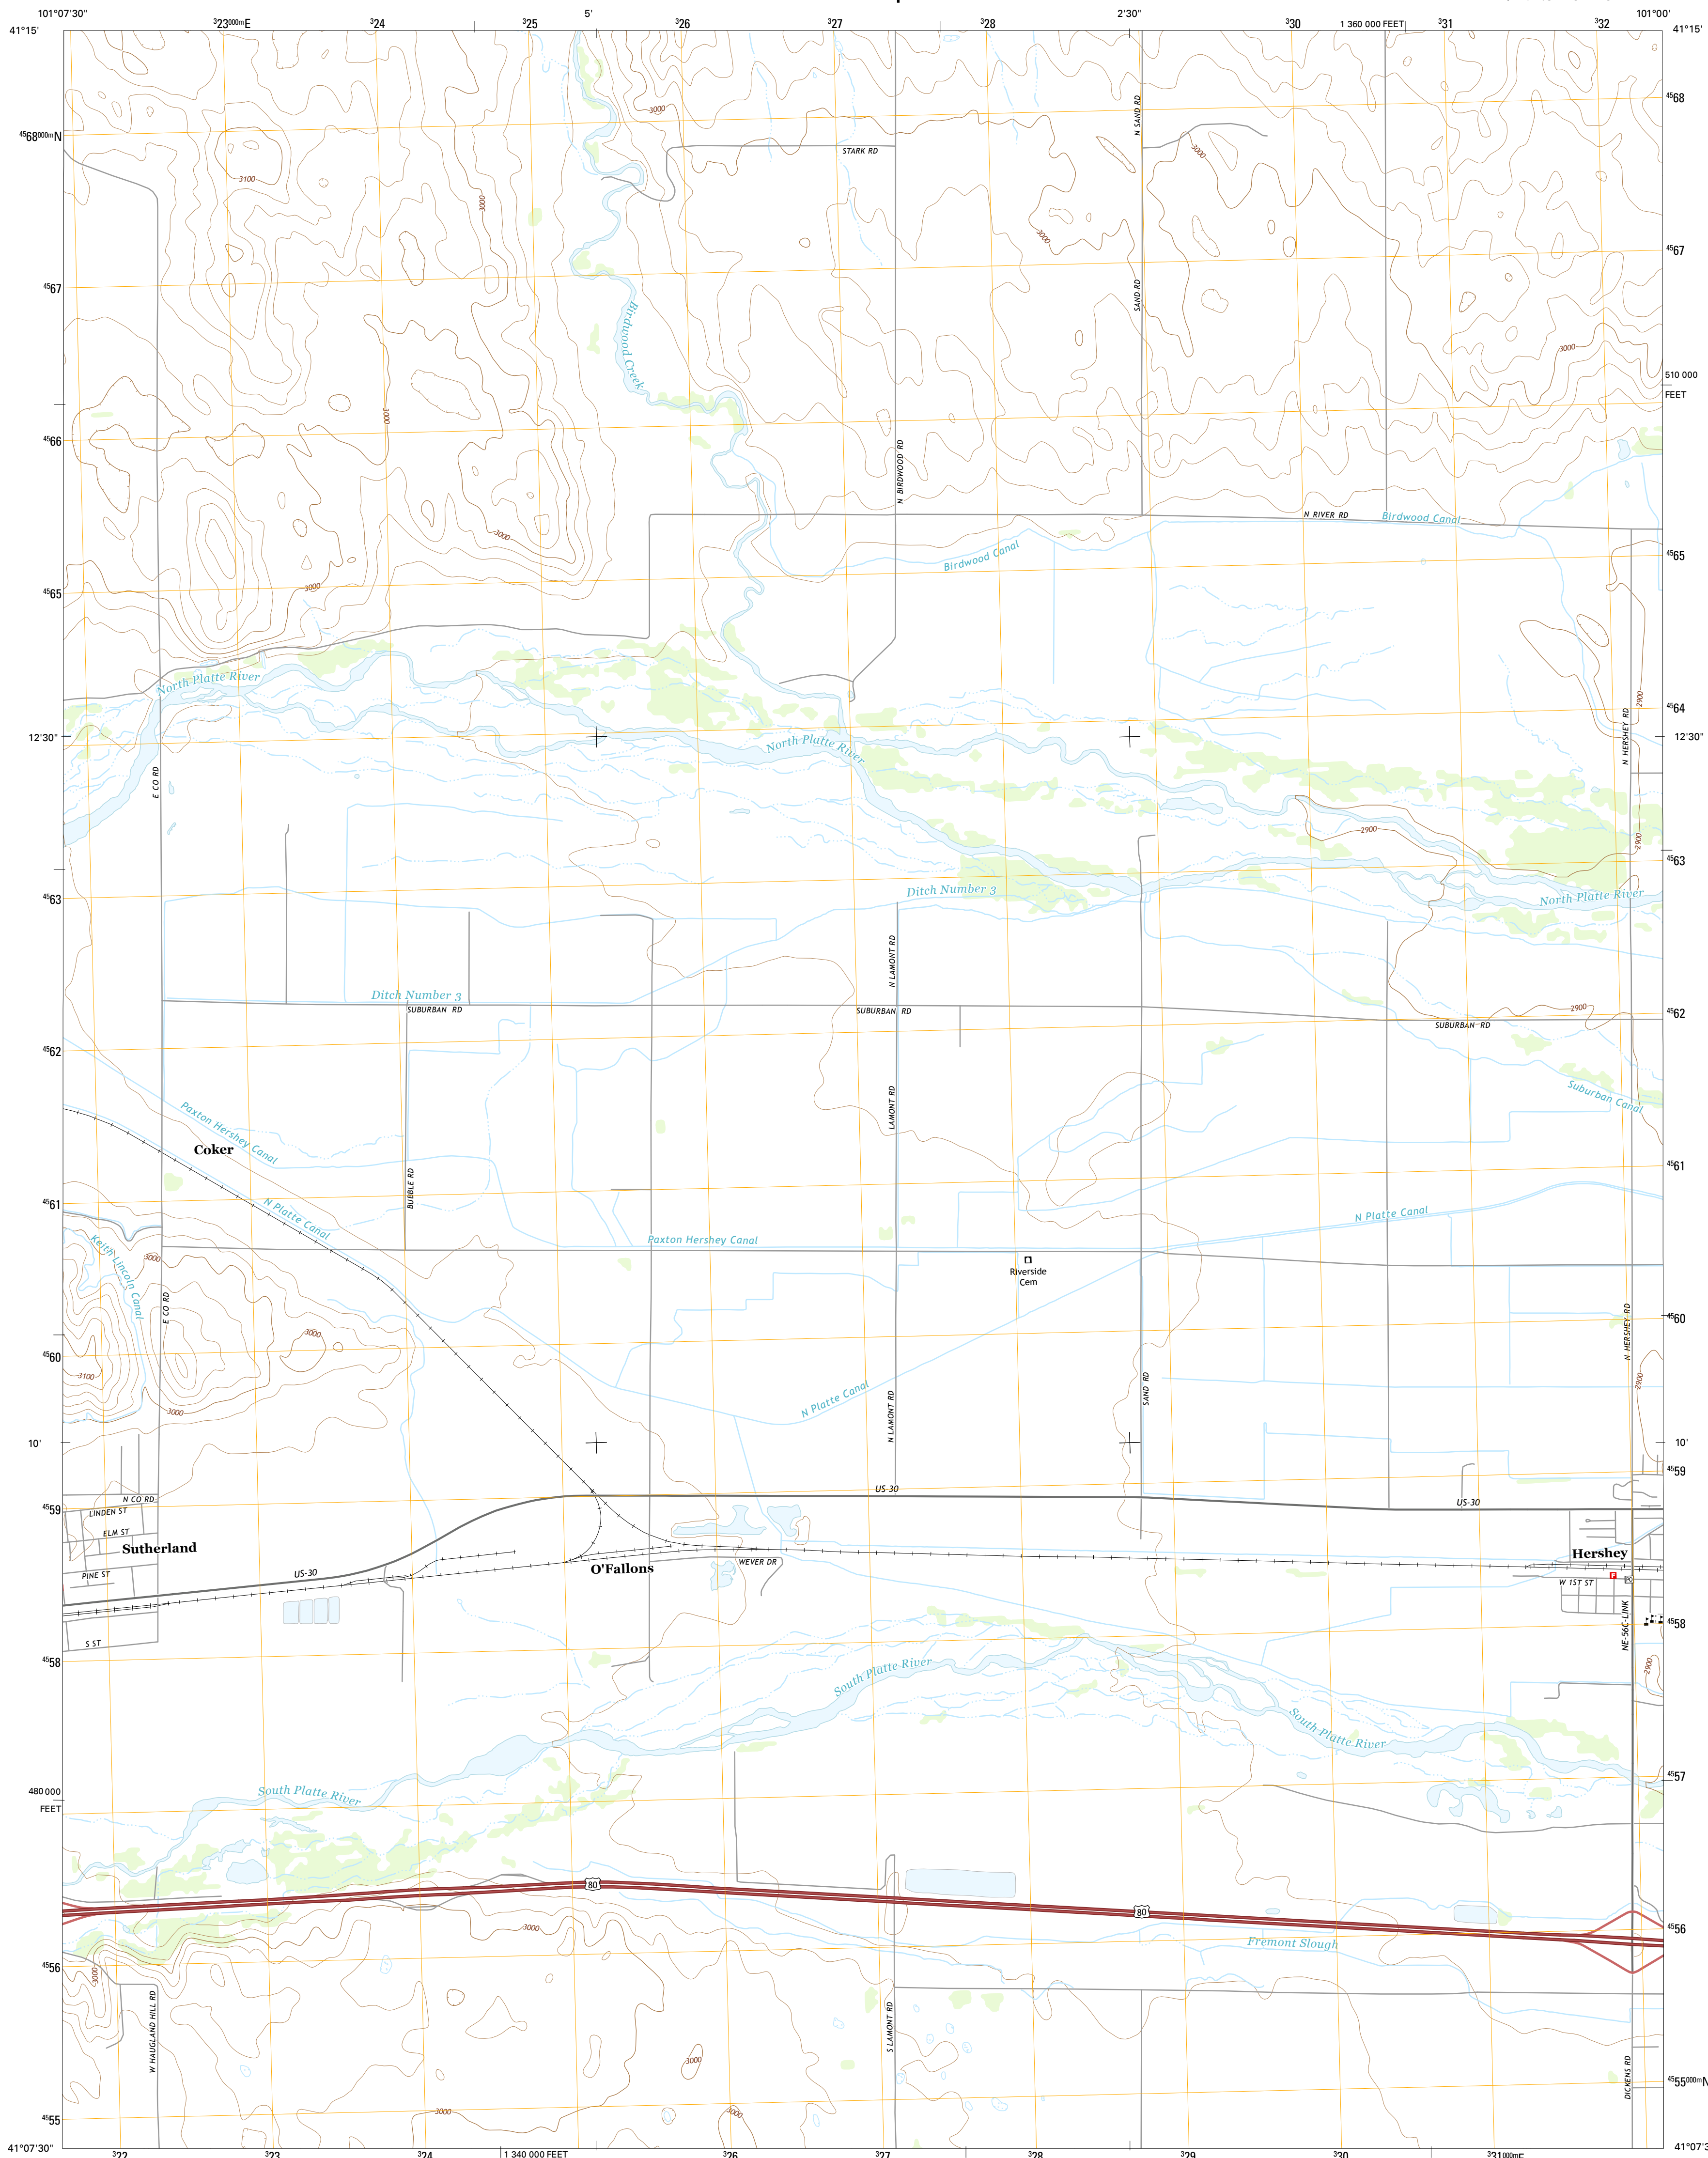 101°07'30"
³23⁰⁰⁰ᵐE
³24
³25
5'
³26
³27
³28
2'30"
³30
1 360 000 FEET
³31
³32
101°00'
41°15'
41°15'
⁴⁵68
⁴⁵68⁰⁰⁰ᵐN
N SAND RD
3000
STARK RD
3000
3100
3000
3000
⁴⁵67
⁴⁵67
SAND RD
Birdwood Creek
3000
510 000
FEET
3000
⁴⁵66
N BIRDWOOD RD
N RIVER RD
Birdwood Canal
3000
Birdwood Canal
⁴⁵65
3000
⁴⁵65
North Platte River
2900
⁴⁵64
12'30"
North Platte River
N HERSHEY RD
12'30"
E CO RD
2900
2900
⁴⁵63
Ditch Number 3
North Platte River
⁴⁵63
N LAMONT RD
Ditch Number 3
SUBURBAN RD
SUBURBAN RD
2900
⁴⁵62
SUBURBAN RD
⁴⁵62
Paxton Hershey Canal
LAMONT RD
Suburban Canal
Coker
⁴⁵61
BUBBLE RD
⁴⁵61
N Platte Canal
N Platte Canal
Keith Lincoln Canal
3000
Paxton Hershey Canal
Riverside
Cem
E CO RD
3000
N HERSHEY RD
⁴⁵60
⁴⁵60
3100
N Platte Canal
SAND RD
2900
3000
N LAMONT RD
10'
10'
⁴⁵59
N CO RD
US-30
US-30
⁴⁵59
LINDEN ST
ELM ST
Sutherland
Hershey
PINE ST
US-30
O'Fallons
WEVER DR
W 1ST ST
S ST
NE-56C-LINK
⁴⁵58
⁴⁵58
South Platte River
2900
South Platte River
⁴⁵57
480 000
FEET
South Platte River
80
80
3000
⁴⁵56
Fremont Slough
⁴⁵56
3000
W HAUGLAND HILL RD
S LAMONT RD
3000
DICKENS RD
⁴⁵55⁰⁰⁰ᵐN
⁴⁵55
3000
3000
41°07'30"
41°07'3
³22
³23
³24
1 340 000 FEET
³26
³27
³28
³29
³30
³31⁰⁰⁰ᵐE